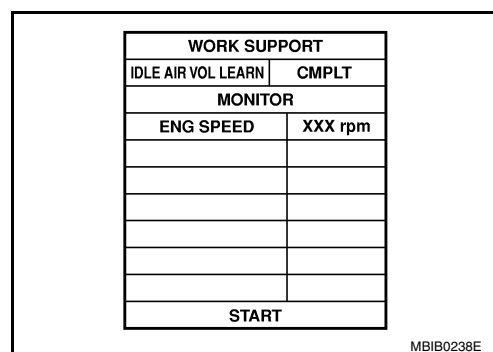 WORK SUPPORT
IDLE AIR VOL LEARN CMPLT
MONITOR
ENG SPEED XXX rpm
START
MBIB0238E